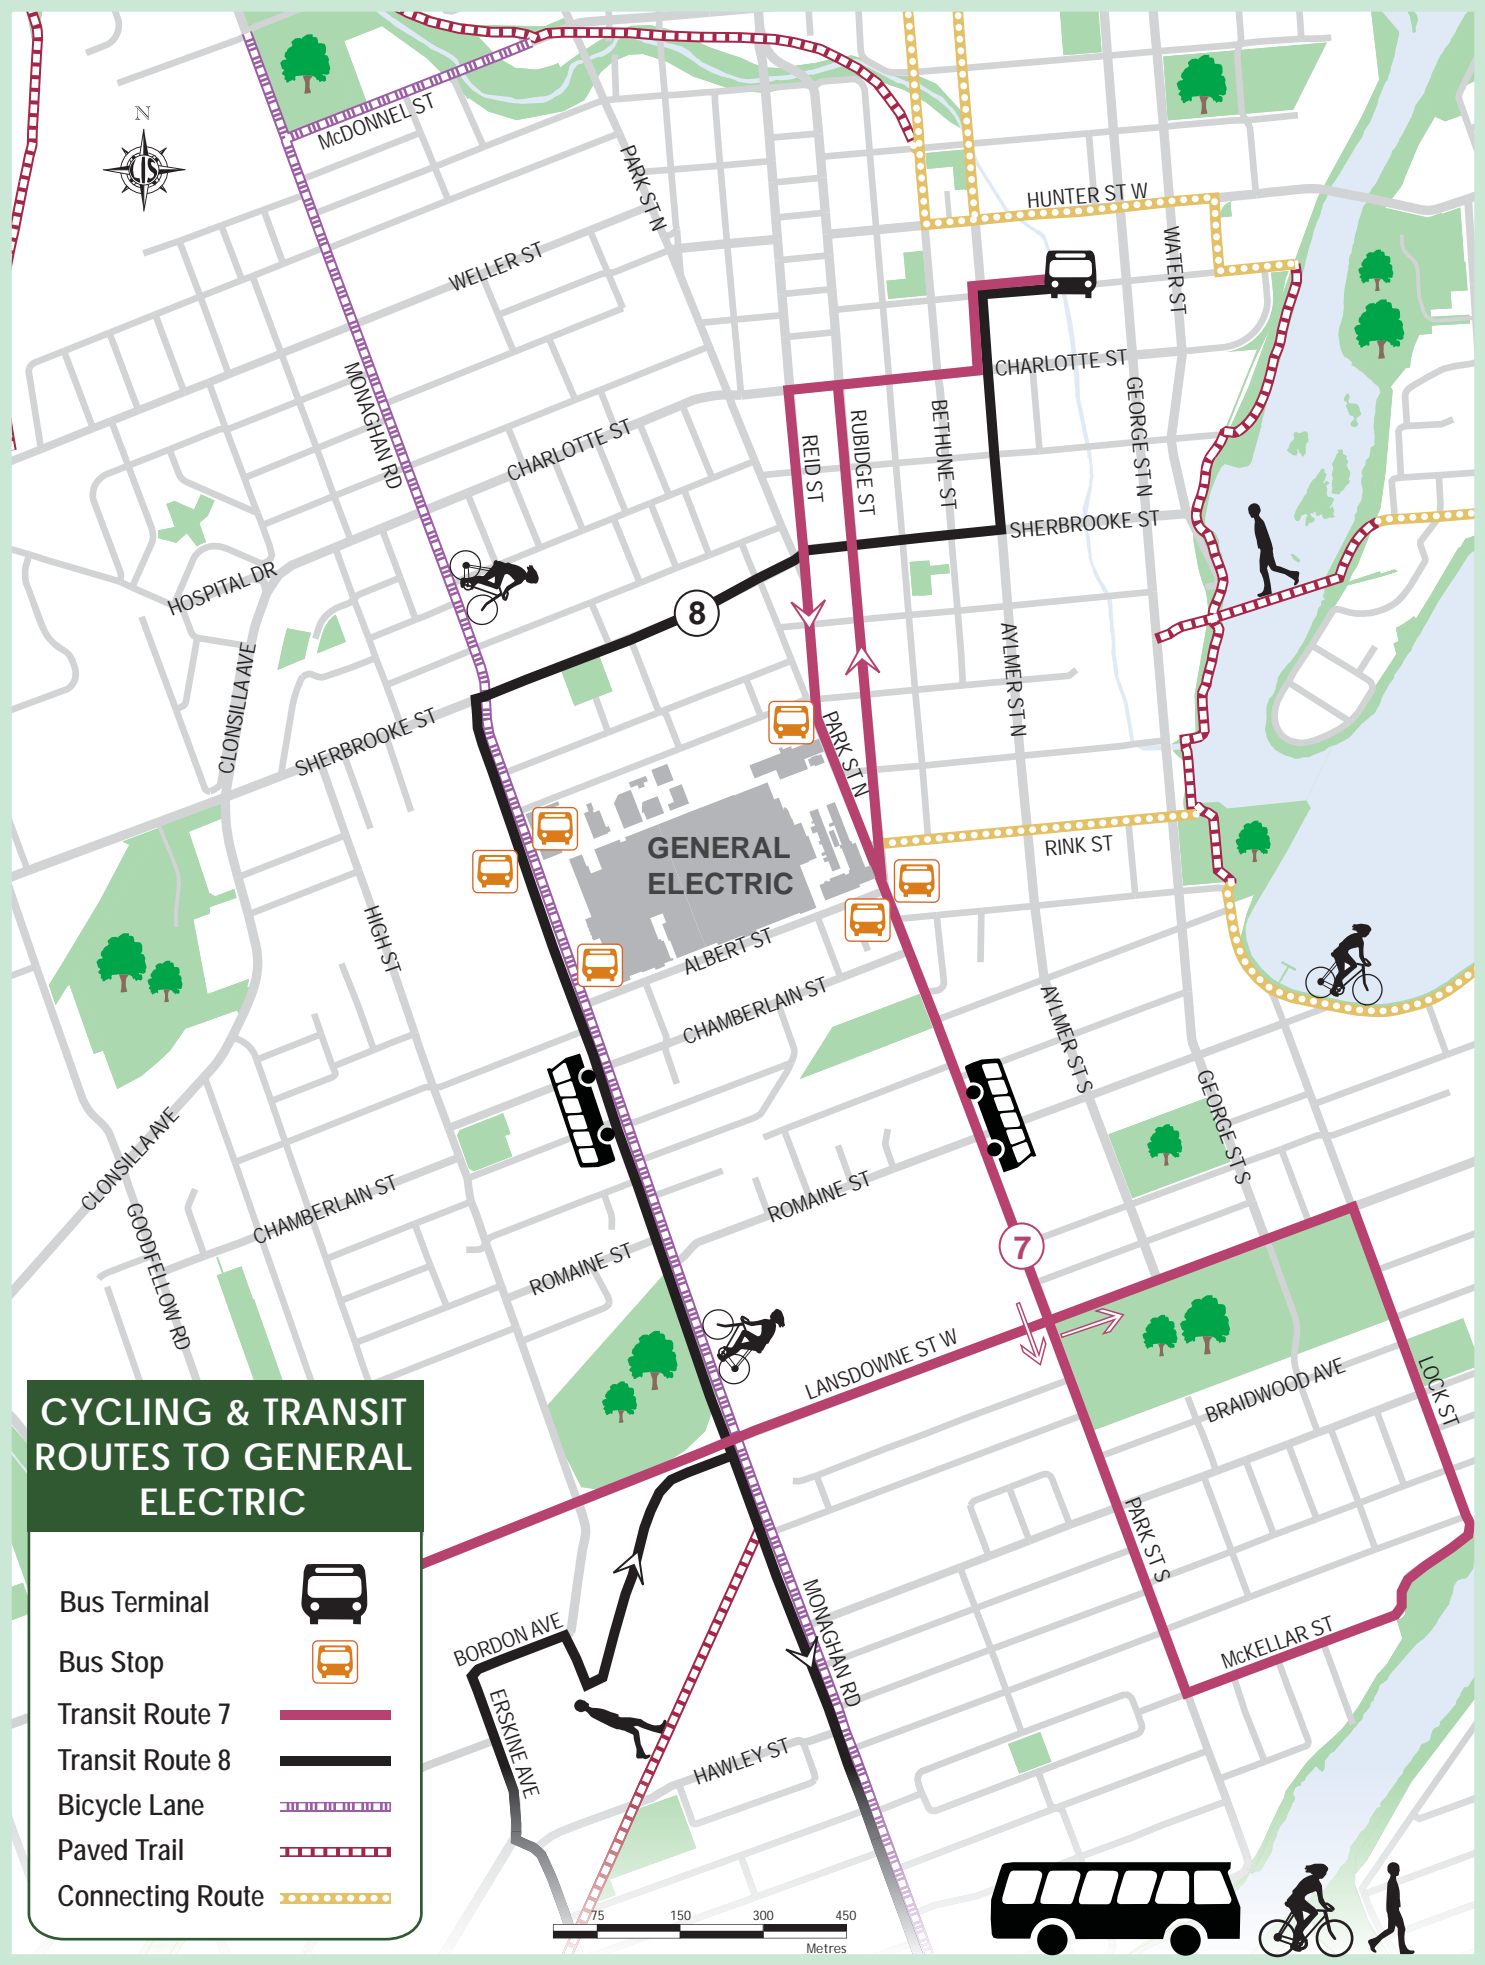 N
CIS
McDONNEL ST
PARK ST N
HUNTER ST W
WATER ST
WELLER ST
MONAGHAN RD
CHARLOTTE ST
CHARLOTTE ST
GEORGE ST N
BETHUNE ST
RUBIDGE ST
REID ST
SHERBROOKE ST
HOSPITAL DR
8
CLONSILLA AVE
AYLMER ST N
SHERBROOKE ST
PARK ST N
GENERAL
ELECTRIC
RINK ST
HIGH ST
ALBERT ST
CHAMBERLAIN ST
AYLMER ST S
GEORGE ST S
CLONSILLA AVE
CHAMBERLAIN ST
GOODFELLOW RD
ROMAINE ST
ROMAINE ST
7
LANSDOWNE ST W
BRAIDWOOD AVE
LOCK ST
PARK ST S
McKELLAR ST
MONAGHAN RD
BORDON AVE
ERSKINE AVE
HAWLEY ST
CYCLING & TRANSIT
ROUTES TO GENERAL
ELECTRIC
Bus Terminal
Bus Stop
Transit Route 7
Transit Route 8
Bicycle Lane
Paved Trail
Connecting Route
75 150 300 450
Metres